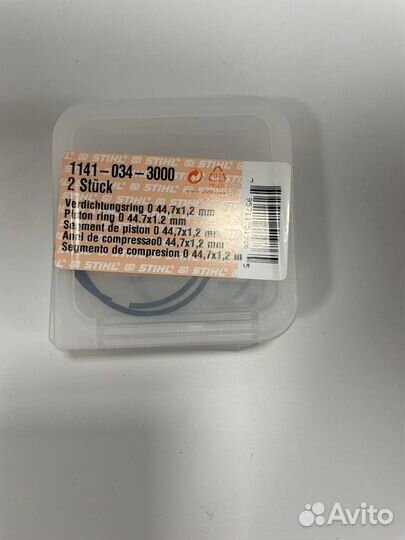 STIHL STIHL STIHL
1141-034-3000
2 Stück
Verdichtungsring 0 44,7x1,2 mm
Piston ring 0 44.7x1.2 mm
Segment de piston 0 44,7x1,2 mm
Anel de compressao0 44,7x1,2 mm
Segmento de compresion 0 44,7x1,2 m
STIHL STIHL STIHL
Avito